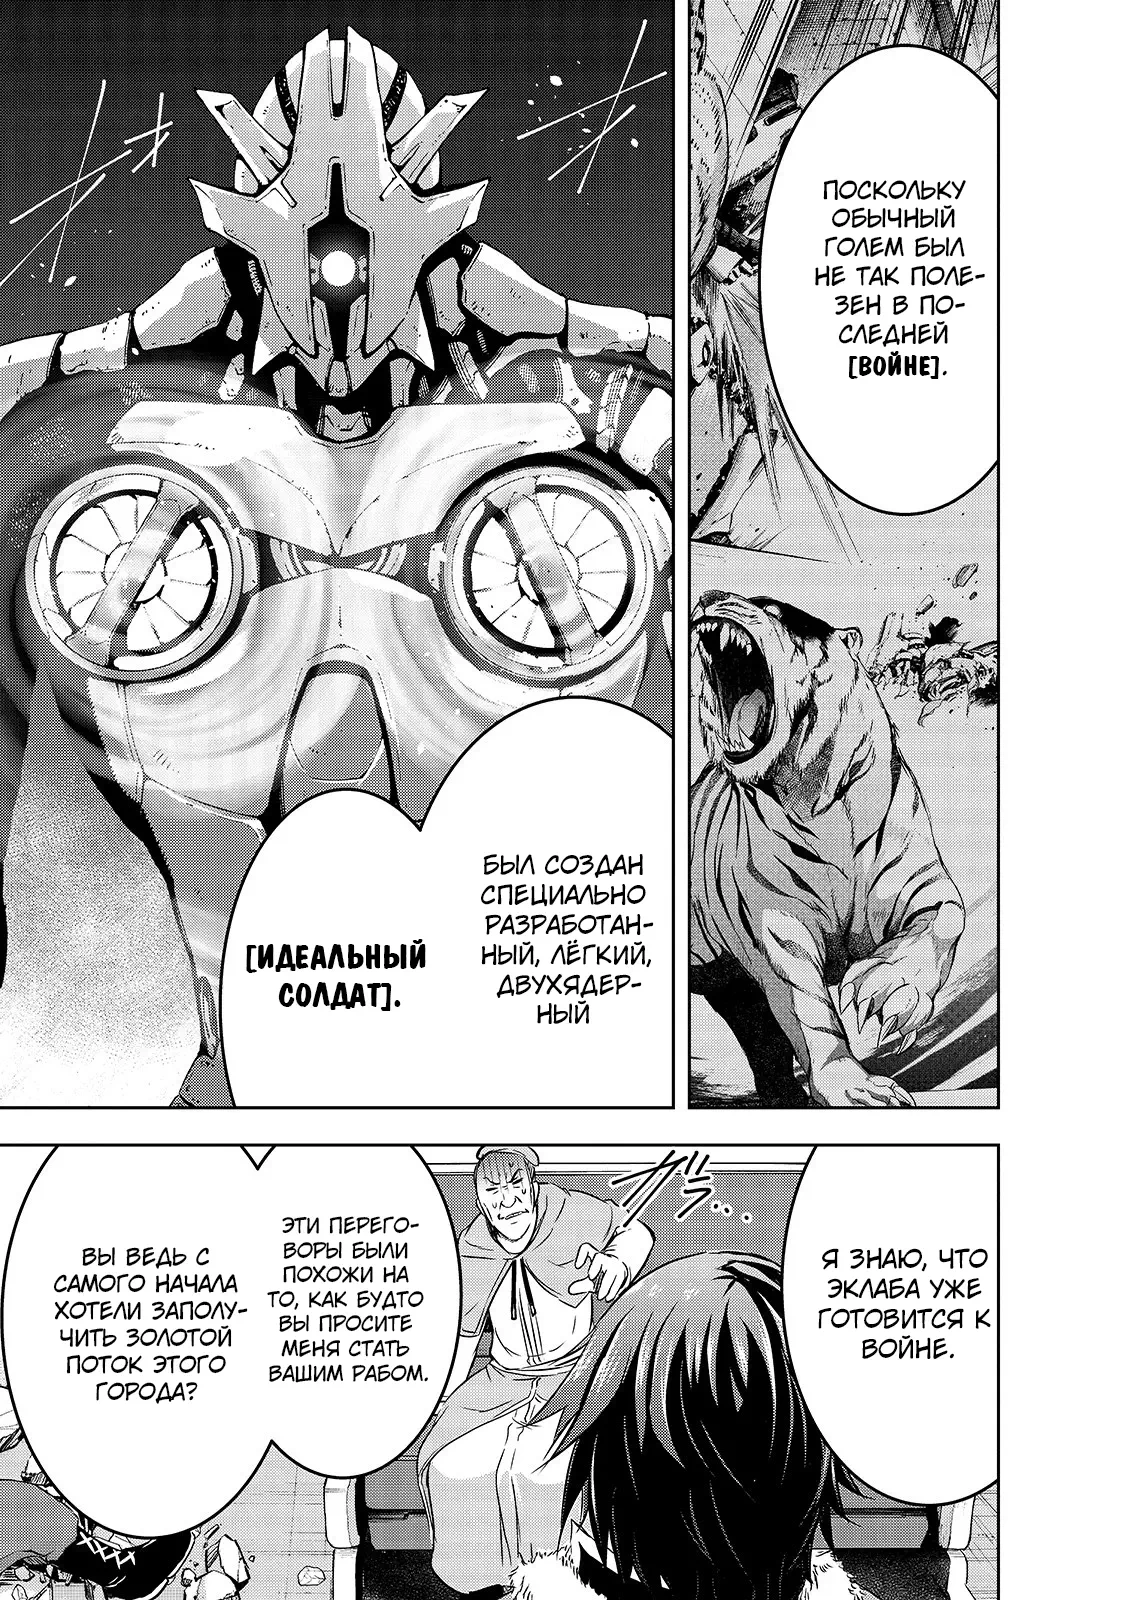 ПОСКОЛЬКУ
ОБЫЧНЫЙ
ГОЛЕМ БЫЛ
НЕ ТАК ПОЛЕ-
ЗЕН В ПО-
СЛЕДНЕЙ
[ВОЙНЕ].
БЫЛ СОЗДАН
СПЕЦИАЛЬНО
РАЗРАБОТАН-
НЫЙ, ЛЁГКИЙ,
ДВУХЪЯДЕР-
НЫЙ
[ИДЕАЛЬНЫЙ
СОЛДАТ].
Я ЗНАЮ, ЧТО
ЭКЛАБА УЖЕ
ГОТОВИТСЯ К
ВОЙНЕ.
ЭТИ ПЕРЕГО-
ВОРЫ БЫЛИ
ПОХОЖИ НА
ТО, КАК БУДТО
ВЫ ПРОСИТЕ
МЕНЯ СТАТЬ
ВАШИМ РАБОМ.
ВЫ ВЕДЬ С
САМОГО НАЧАЛА
ХОТЕЛИ ЗАПОЛУ-
ЧИТЬ ЗОЛОТОЙ
ПОТОК ЭТОГО
ГОРОДА?